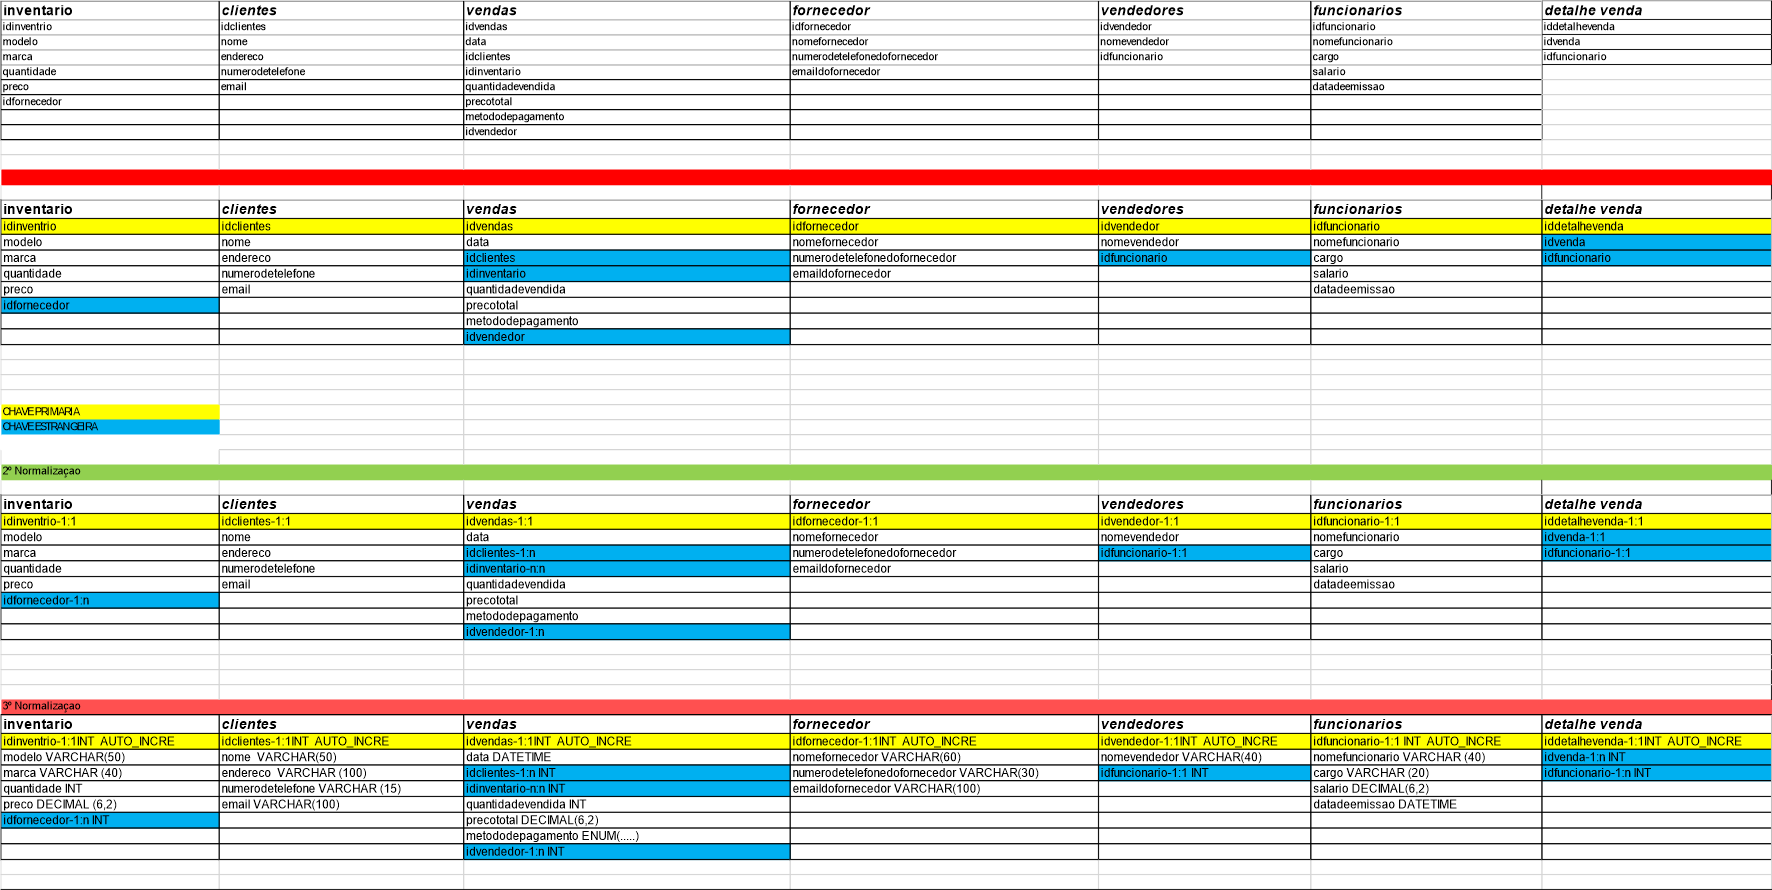 inventario clientes vendas fornecedor vendedores funcionarios detalhe venda
idinventrio idclientes idvendas idfornecedor idvendedor idfuncionario iddetalhevenda
modelo nome data nomefornecedor nomevendedor nomefuncionario idvenda
marca endereco idclientes numerodetelefonedofornecedor idfuncionario cargo idfuncionario
quantidade numerodetelefone idinventario emaildofornecedor salario
preco email quantidadevendida datadeemissao
idfornecedor precototal
metododepagamento
idvendedor
inventario clientes vendas fornecedor vendedores funcionarios detalhe venda
idinventrio idclientes idvendas idfornecedor idvendedor idfuncionario iddetalhevenda
modelo nome data nomefornecedor nomevendedor nomefuncionario idvenda
marca endereco idclientes numerodetelefonedofornecedor idfuncionario cargo idfuncionario
quantidade numerodetelefone idinventario emaildofornecedor salario
preco email quantidadevendida datadeemissao
idfornecedor precototal
metododepagamento
idvendedor
CHAVE PRIMARIA
CHAVE ESTRANGEIRA
2º Normalizaçao
inventario clientes vendas fornecedor vendedores funcionarios detalhe venda
idinventrio-1:1 idclientes-1:1 idvendas-1:1 idfornecedor-1:1 idvendedor-1:1 idfuncionario-1:1 iddetalhevenda-1:1
modelo nome data nomefornecedor nomevendedor nomefuncionario idvenda-1:1
marca endereco idclientes-1:n numerodetelefonedofornecedor idfuncionario-1:1 cargo idfuncionario-1:1
quantidade numerodetelefone idinventario-n:n emaildofornecedor salario
preco email quantidadevendida datadeemissao
idfornecedor-1:n precototal
metododepagamento
idvendedor-1:n
3º Normalizaçao
inventario clientes vendas fornecedor vendedores funcionarios detalhe venda
idinventrio-1:1INT AUTO_INCRE idclientes-1:1INT AUTO_INCRE idvendas-1:1INT AUTO_INCRE idfornecedor-1:1INT AUTO_INCRE idvendedor-1:1INT AUTO_INCRE idfuncionario-1:1 INT AUTO_INCRE iddetalhevenda-1:1INT AUTO_INCRE
modelo VARCHAR(50) nome VARCHAR(50) data DATETIME nomefornecedor VARCHAR(60) nomevendedor VARCHAR(40) nomefuncionario VARCHAR (40) idvenda-1:n INT
marca VARCHAR (40) endereco VARCHAR (100) idclientes-1:n INT numerodetelefonedofornecedor VARCHAR(30) idfuncionario-1:1 INT cargo VARCHAR (20) idfuncionario-1:n INT
quantidade INT numerodetelefone VARCHAR (15) idinventario-n:n INT emaildofornecedor VARCHAR(100) salario DECIMAL(6,2)
preco DECIMAL (6,2) email VARCHAR(100) quantidadevendida INT datadeemissao DATETIME
idfornecedor-1:n INT precototal DECIMAL(6,2)
metododepagamento ENUM(.....)
idvendedor-1:n INT